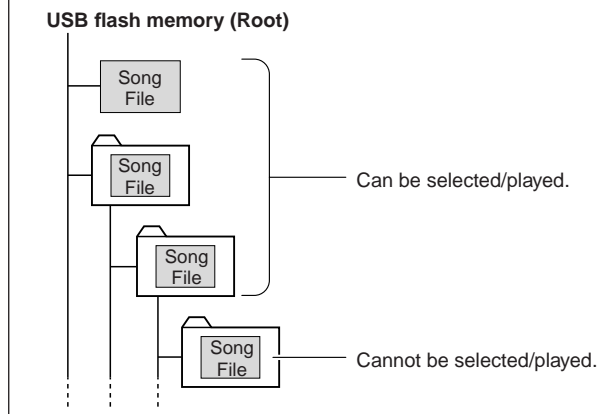 USB flash memory (Root)
Song
File
Song
File
Can be selected/played.
Song
File
Song
File
Cannot be selected/played.